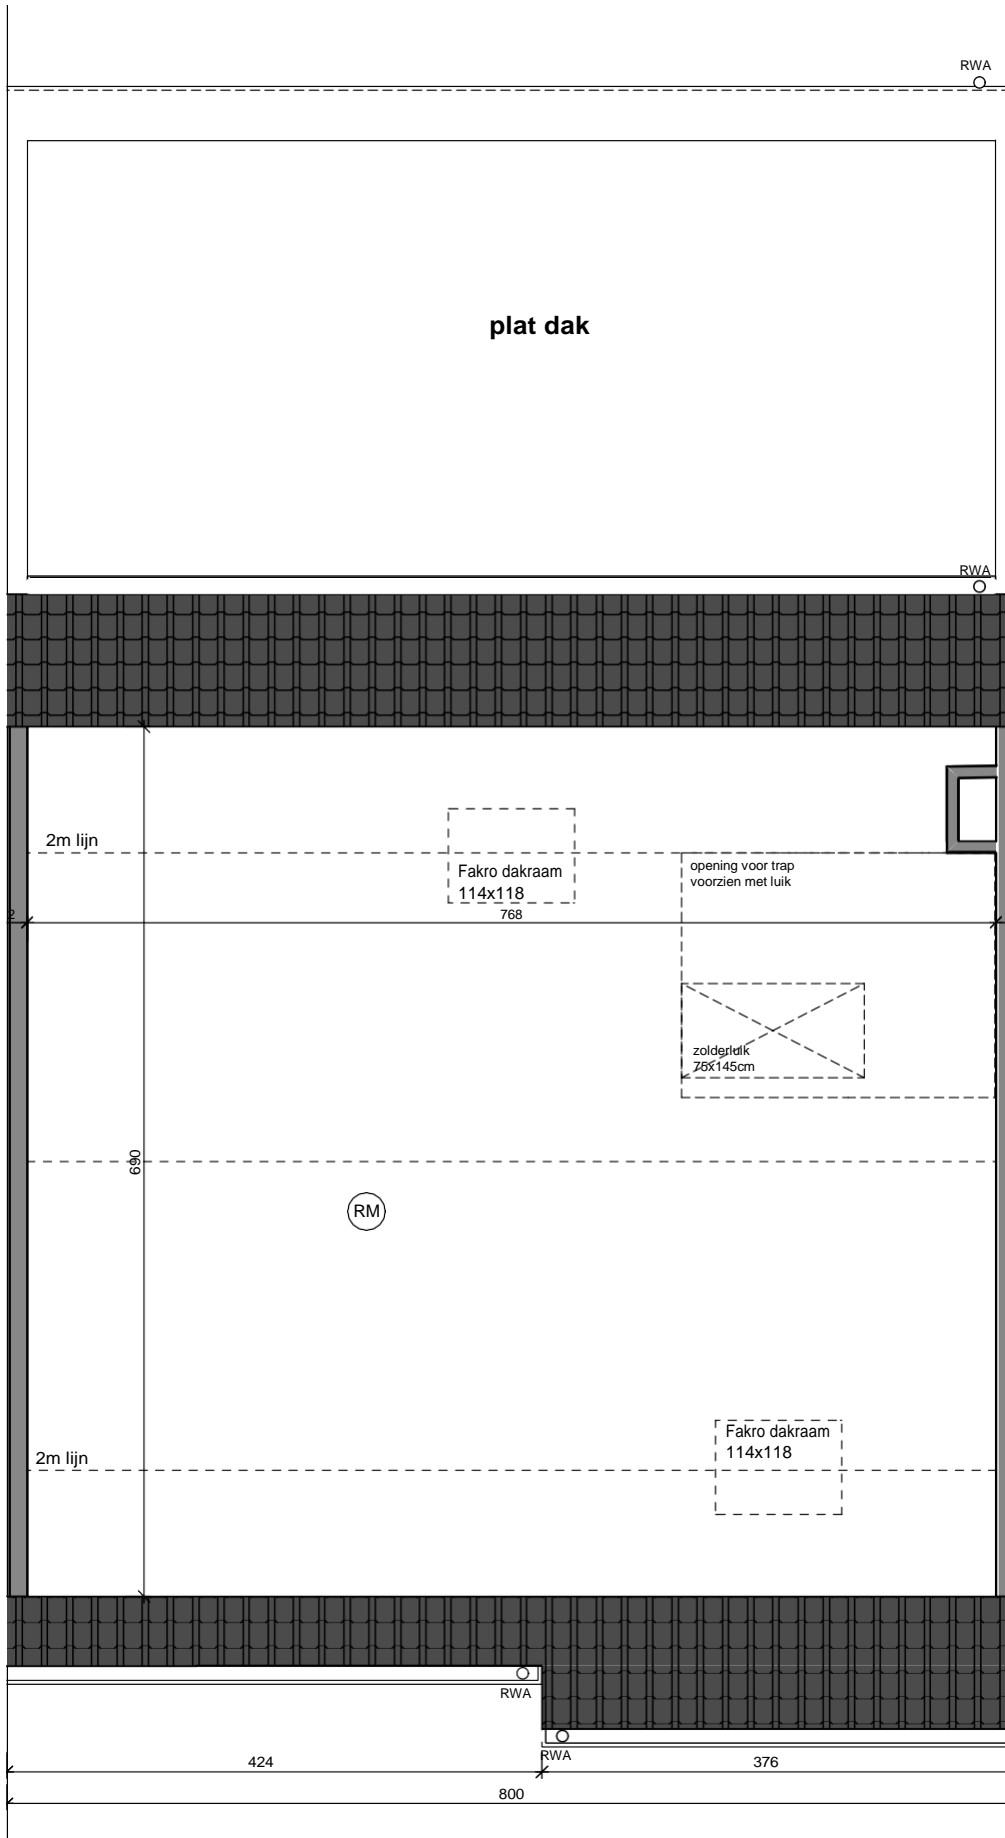 RWA
plat dak
RWA
2m lijn
Fakro dakraam
114x118
opening voor trap
voorzien met luik
2
768
zolderluik
75x145cm
690
RM
2m lijn
Fakro dakraam
114x118
RWA
RWA
424
376
800